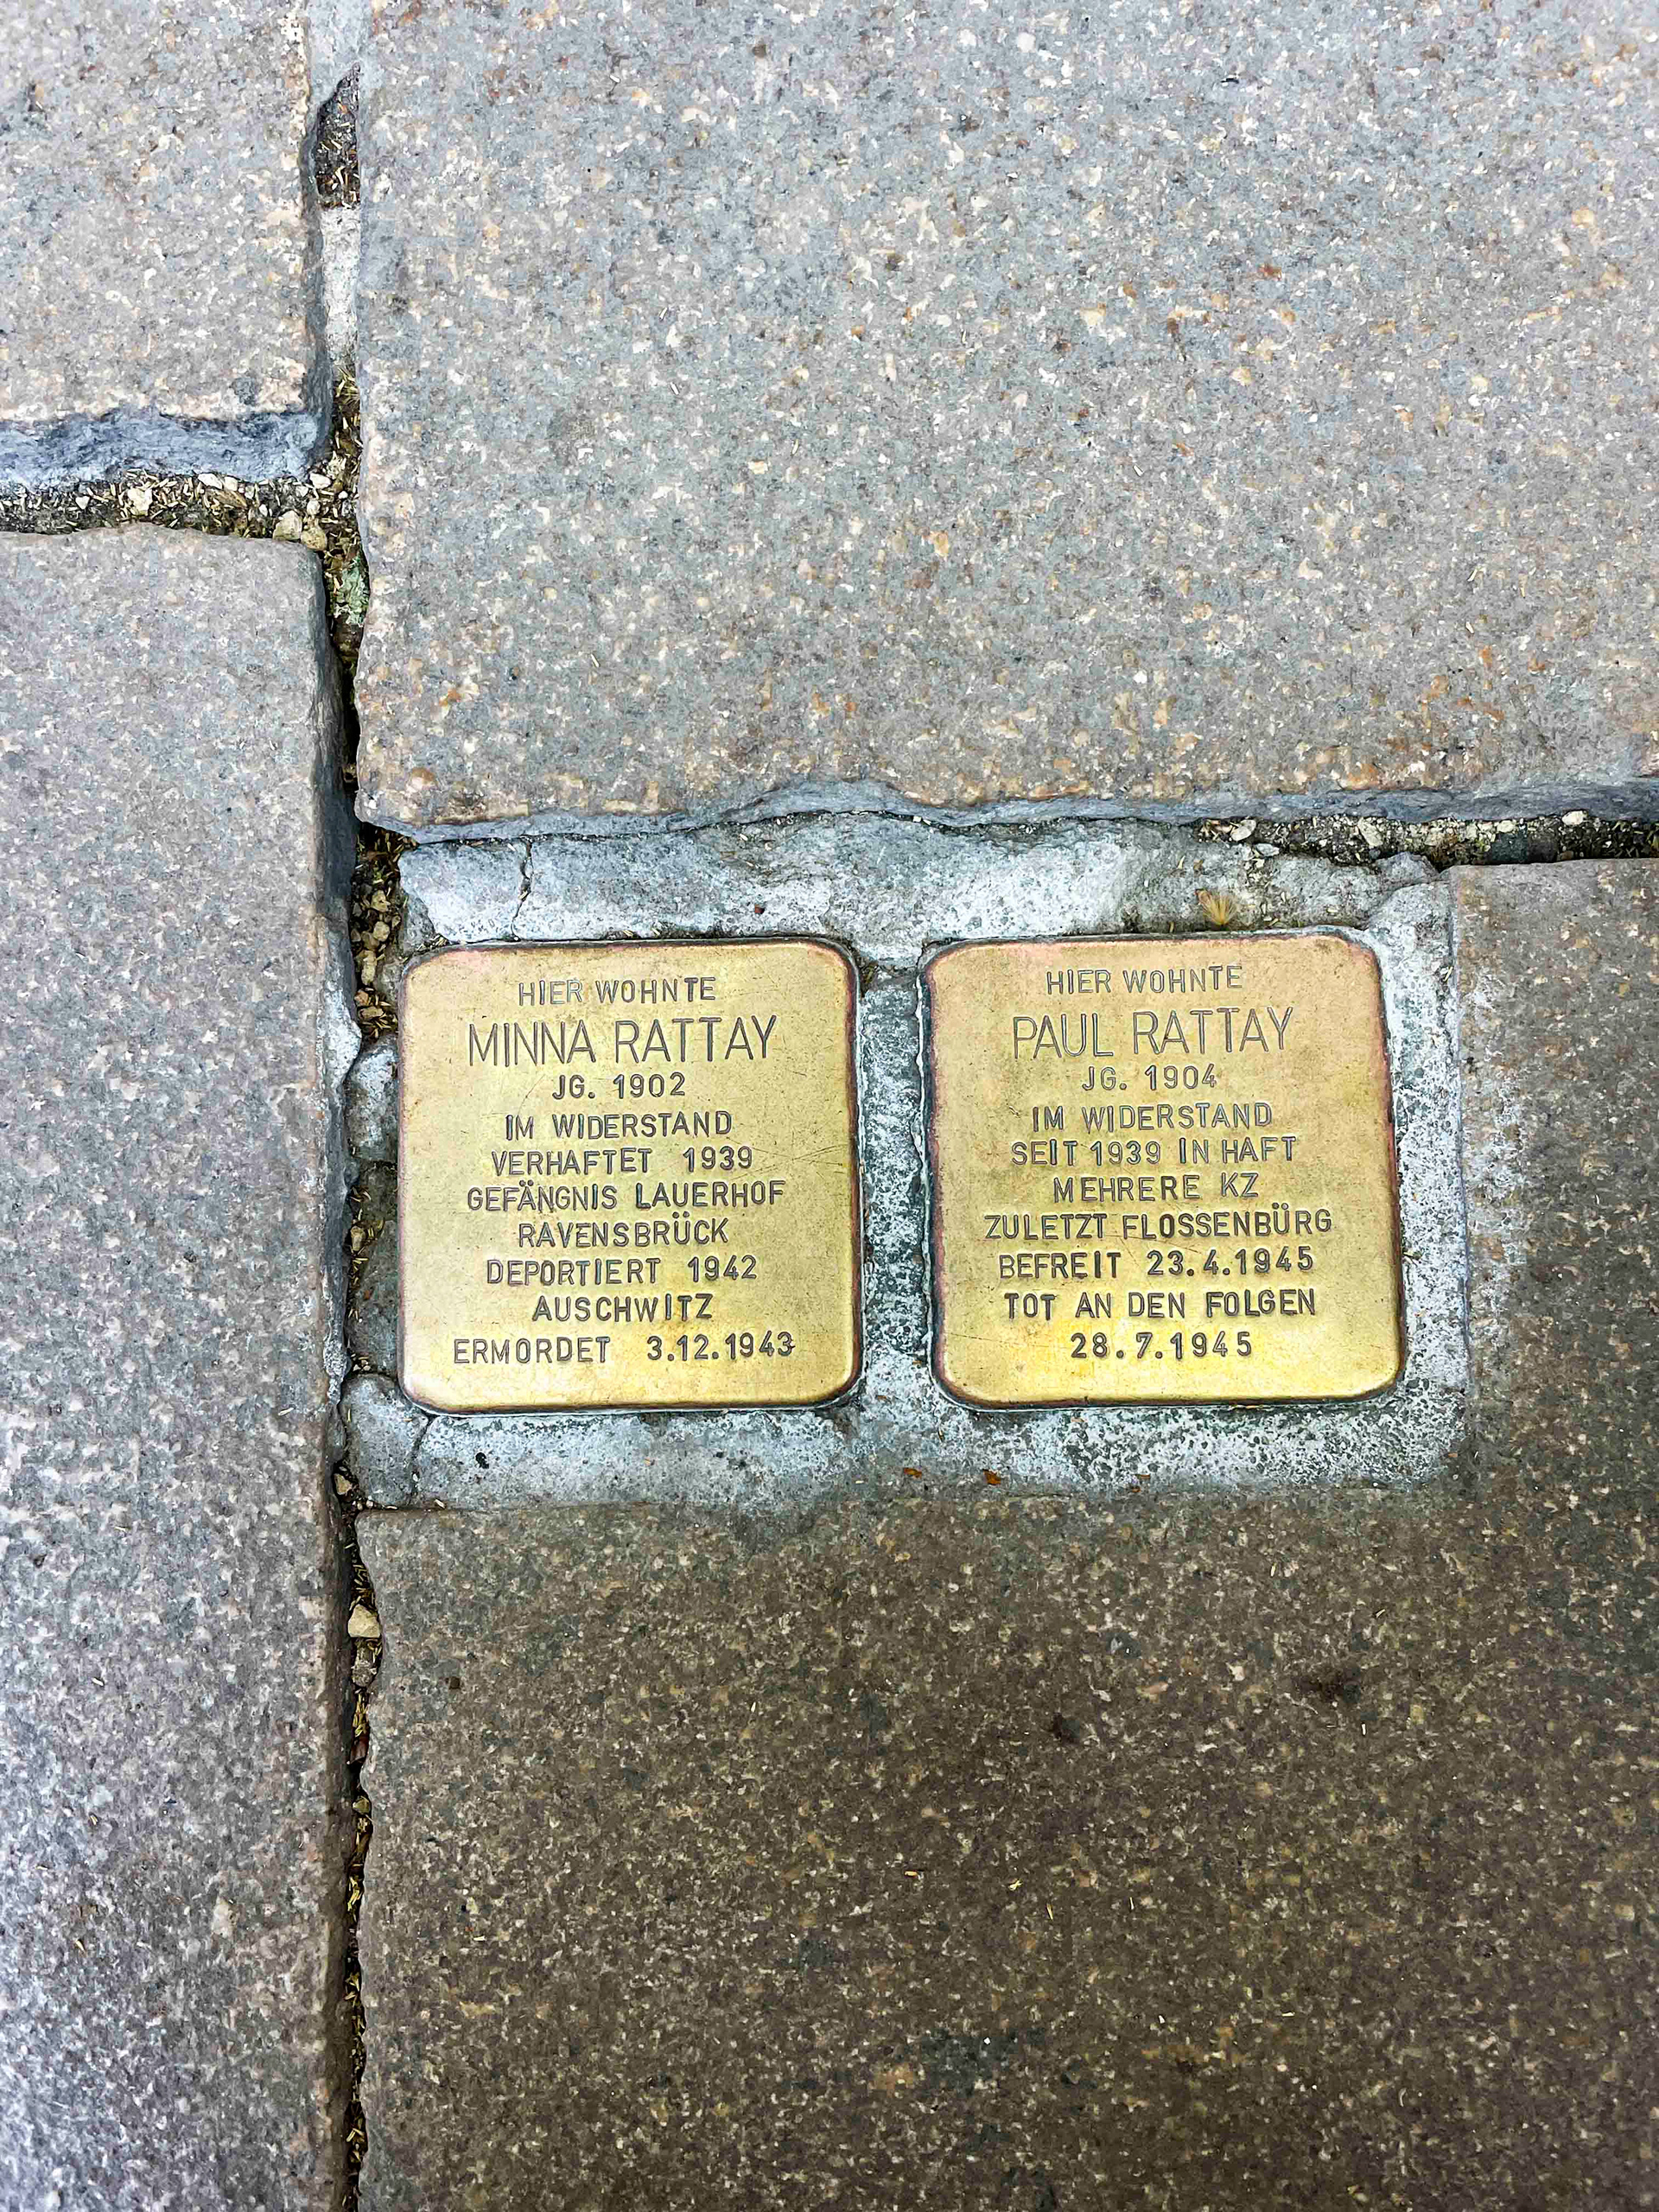 HIER WOHNTE
MINNA RATTAY
JG. 1902
IM WIDERSTAND
VERHAFTET 1939
GEFÄNGNIS LAUERHOF
RAVENSBRÜCK
DEPORTIERT 1942
AUSCHWITZ
ERMORDET 3.12.1943
HIER WOHNTE
PAUL RATTAY
JG. 1904
IM WIDERSTAND
SEIT 1939 IN HAFT
MEHRERE KZ
ZULETZT FLOSSENBÜRG
BEFREIT 23.4.1945
TOT AN DEN FOLGEN
28.7.1945